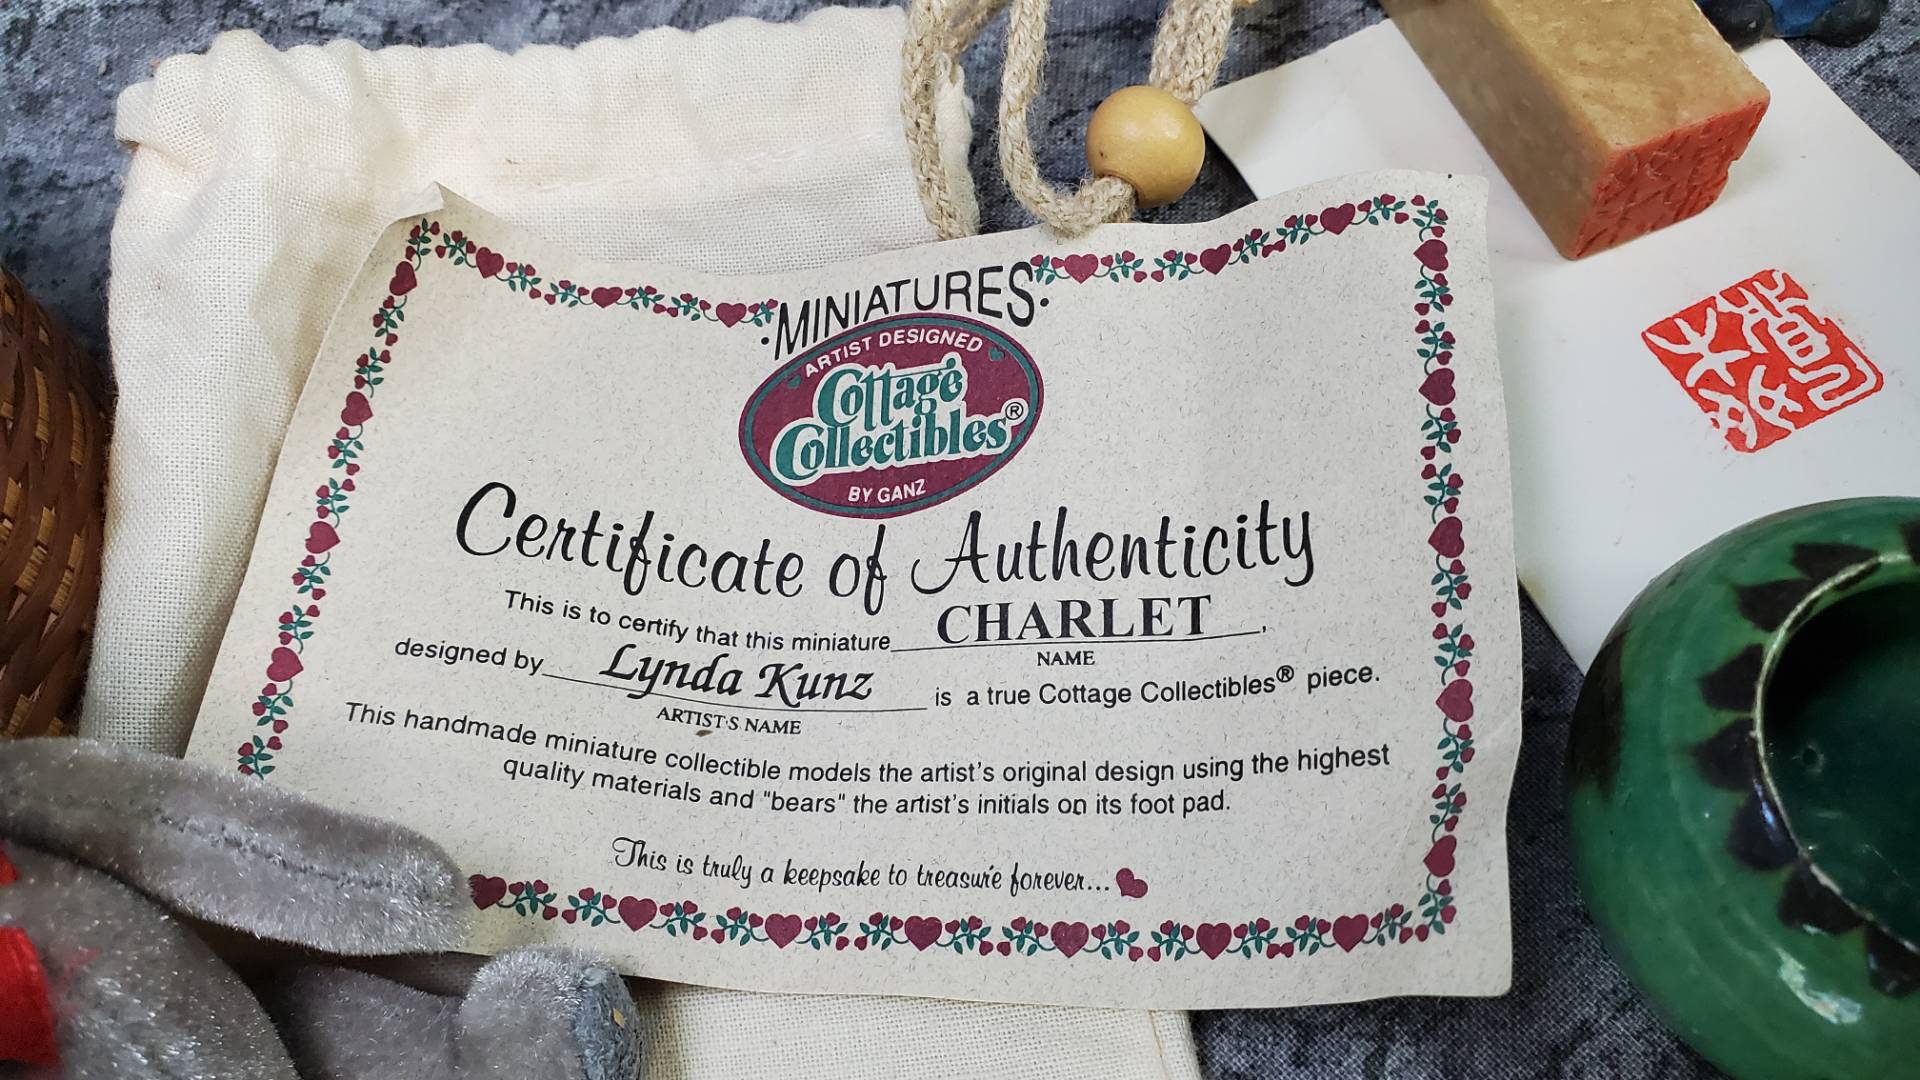 ·MINIATURES·
ARTIST DESIGNED
Cottage
Collectibles®
BY GANZ
Certificate of Authenticity
This is to certify that this miniature CHARLET,
NAME
designed by Lynda Kunz is a true Cottage Collectibles® piece.
ARTIST'S NAME
This handmade miniature collectible models the artist's original design using the highest
quality materials and "bears" the artist's initials on its foot pad.
This is truly a keepsake to treasure forever...